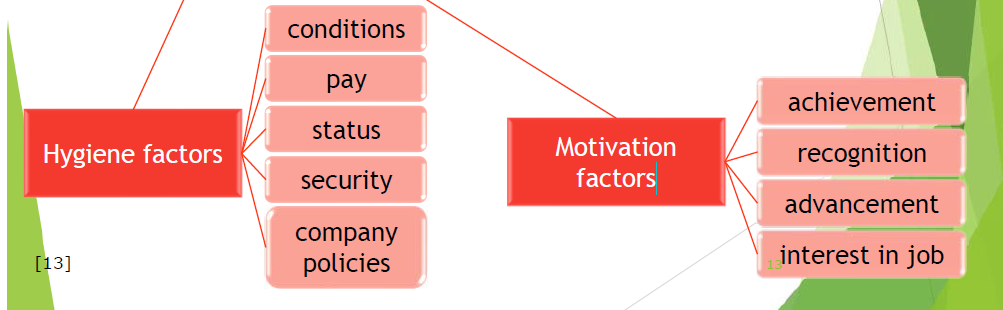 Hygiene factors
conditions
pay
status
security
company
policies
Motivation
factors
achievement
recognition
advancement
interest in job
[13]
13